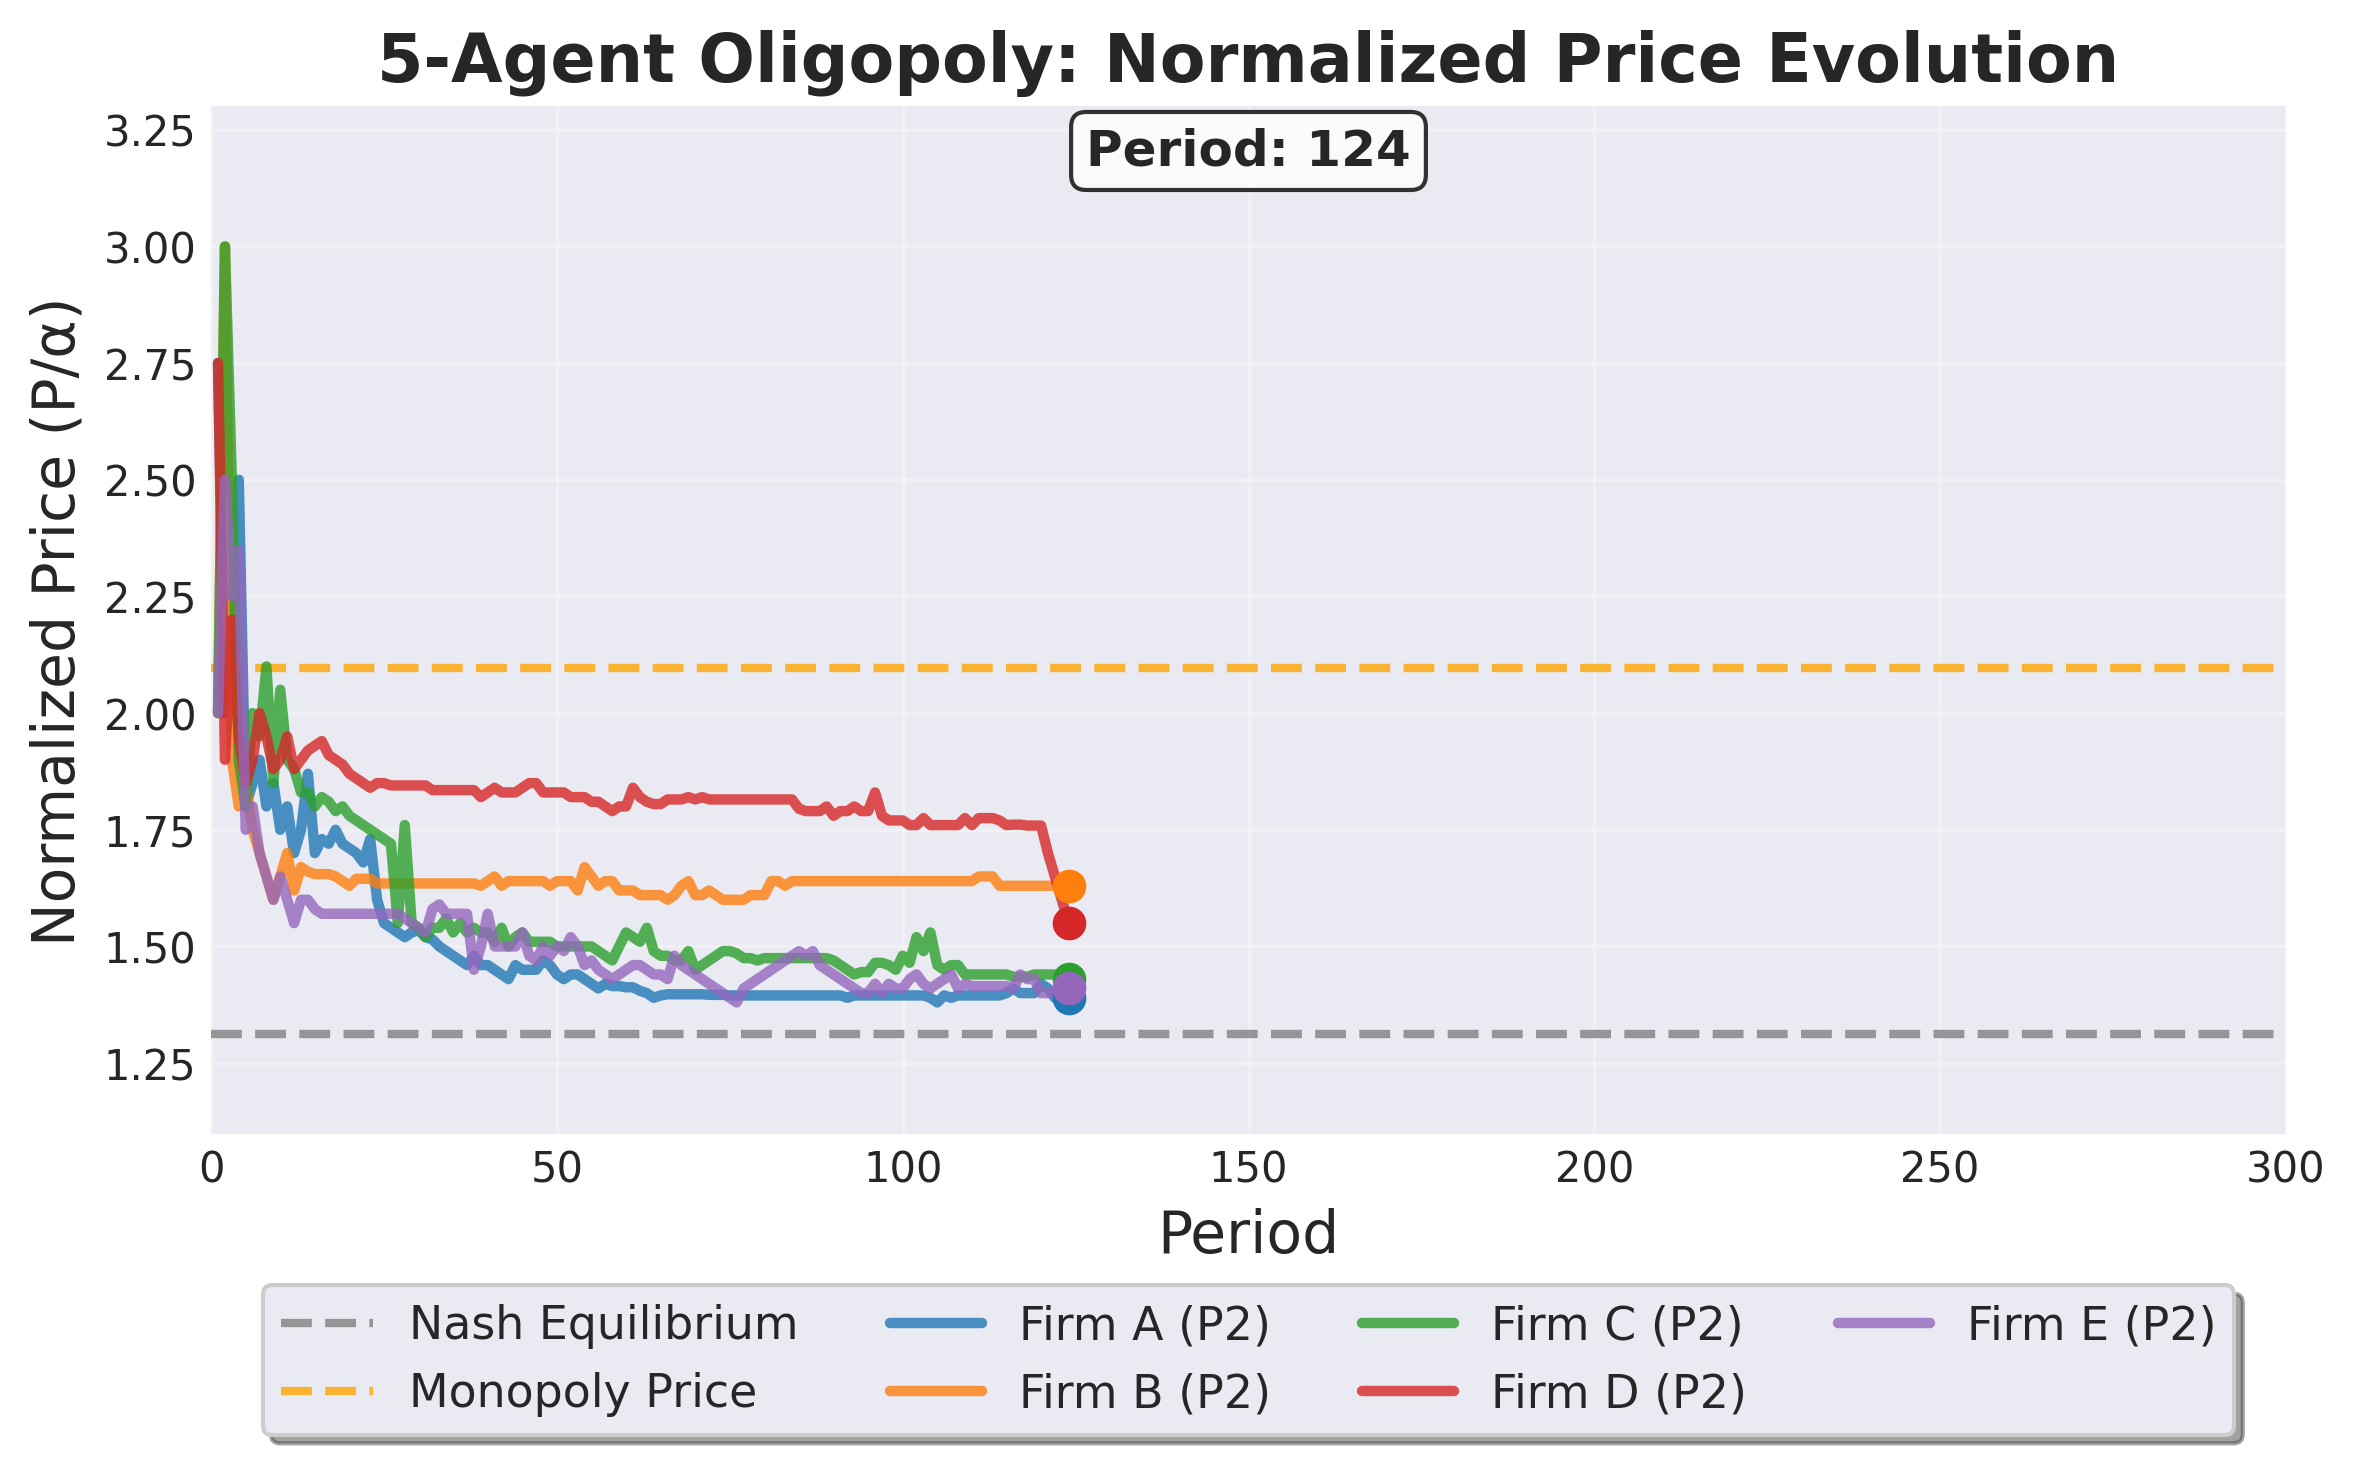 5-Agent Oligopoly: Normalized Price Evolution
Period: 124
Normalized Price (P/α)
3.25
3.00
2.75
2.50
2.25
2.00
1.75
1.50
1.25
0 50 100 150 200 250 300
Period
Nash Equilibrium
Monopoly Price
Firm A (P2)
Firm B (P2)
Firm C (P2)
Firm D (P2)
Firm E (P2)